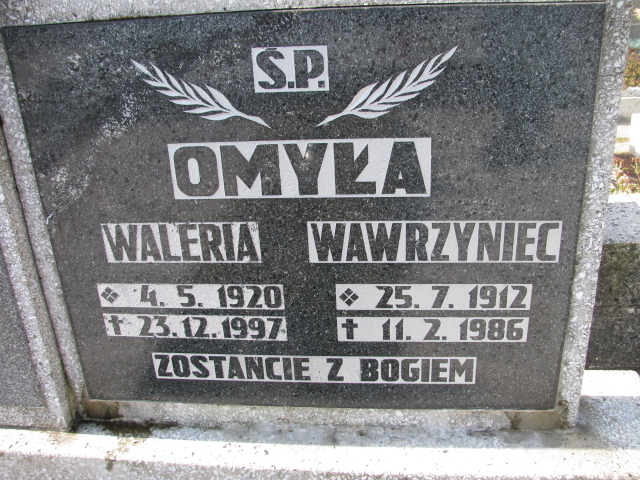 Ś.P.
OMYŁA
WALERIA WAWRZYNIEC
4. 5. 1920 25. 7. 1912
† 23.12.1997 † 11. 2. 1986
ZOSTANCIE Z BOGIEM